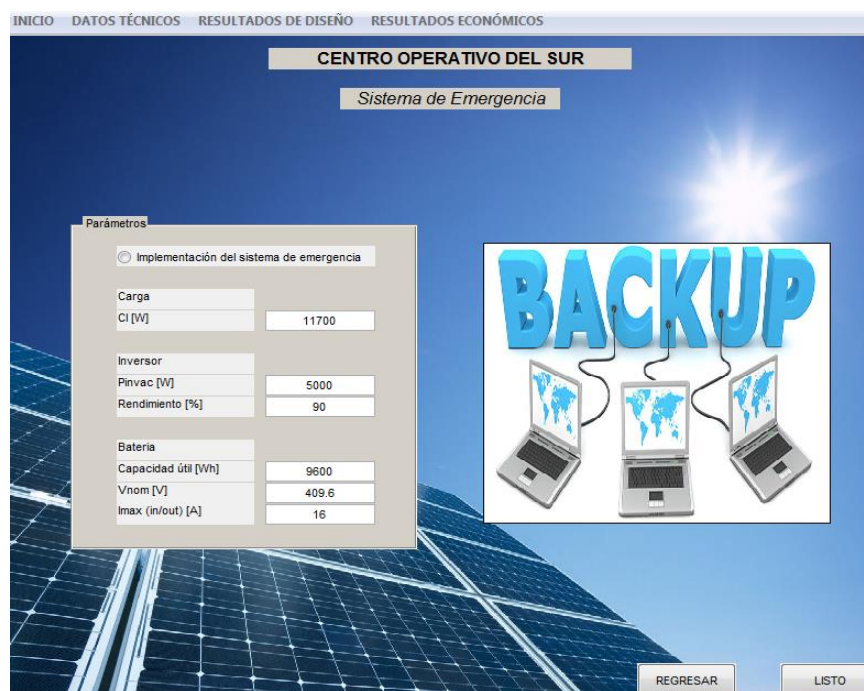 INICIO DATOS TÉCNICOS RESULTADOS DE DISEÑO RESULTADOS ECONÓMICOS
CENTRO OPERATIVO DEL SUR
Sistema de Emergencia
Parámetros
Implementación del sistema de emergencia
Carga
Cl [W] 11700
Inversor
Pinvac [W] 5000
Rendimiento [%] 90
Bateria
Capacidad útil [Wh] 9600
Vnom [V] 409.6
Imax (in/out) [A] 16
BACKUP
REGRESAR LISTO